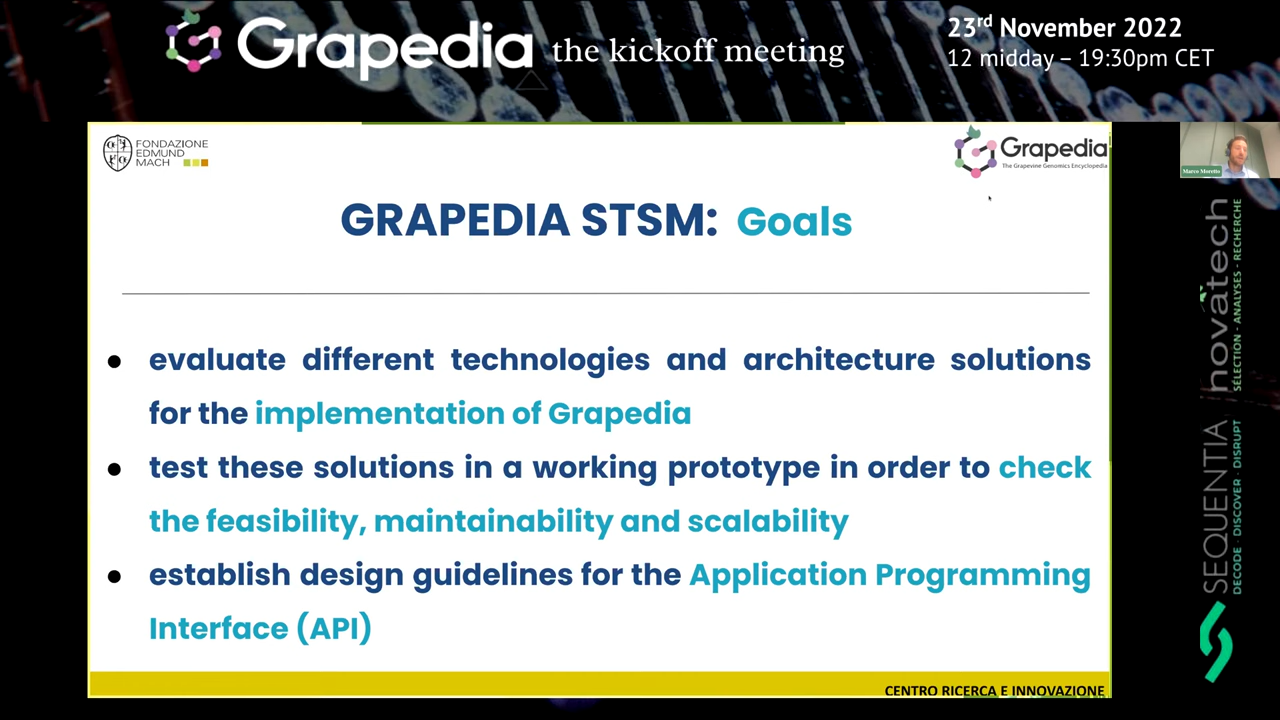 Grapedia the kickoff meeting
23rd November 2022
12 midday – 19:30pm CET
FONDAZIONE
EDMUND
MACH
Grapedia
The Grapevine Genomics Encyclopedia
Marco Moretto
GRAPEDIA STSM: Goals
● evaluate different technologies and architecture solutions
for the implementation of Grapedia
● test these solutions in a working prototype in order to check
the feasibility, maintainability and scalability
● establish design guidelines for the Application Programming
Interface (API)
CENTRO RICERCA E INNOVAZIONE
novatech
SÉLECTION - ANALYSES - RECHERCHE
SEQUENTIA
DECODE · DISCOVER · DISRUPT